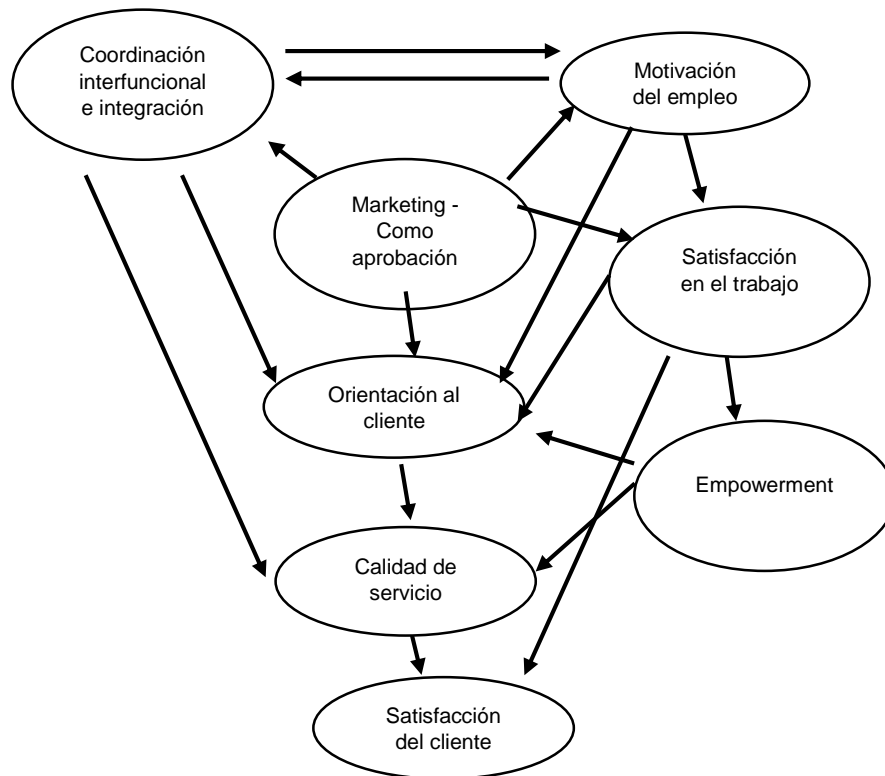 Coordinación
interfuncional
e integración
Motivación
del empleo
Marketing -
Como
aprobación
Satisfacción
en el trabajo
Orientación al
cliente
Empowerment
Calidad de
servicio
Satisfacción
del cliente